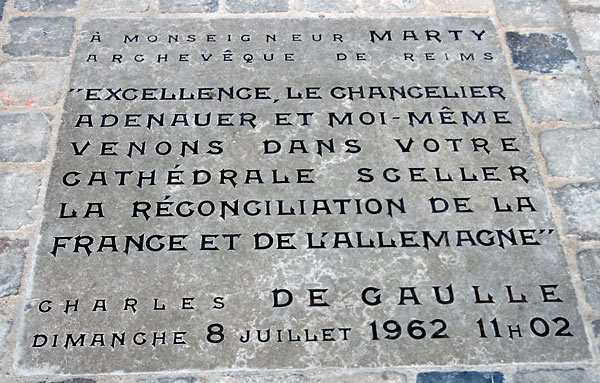 À MONSEIGNEUR MARTY
ARCHEVÊQUE DE REIMS
"EXCELLENCE, LE CHANCELIER
ADENAUER ET MOI-MÊME
VENONS DANS VOTRE
CATHÉDRALE SCELLER
LA RÉCONCILIATION DE LA
FRANCE ET DE L'ALLEMAGNE"
CHARLES DE GAULLE
DIMANCHE 8 JUILLET 1962 11H02